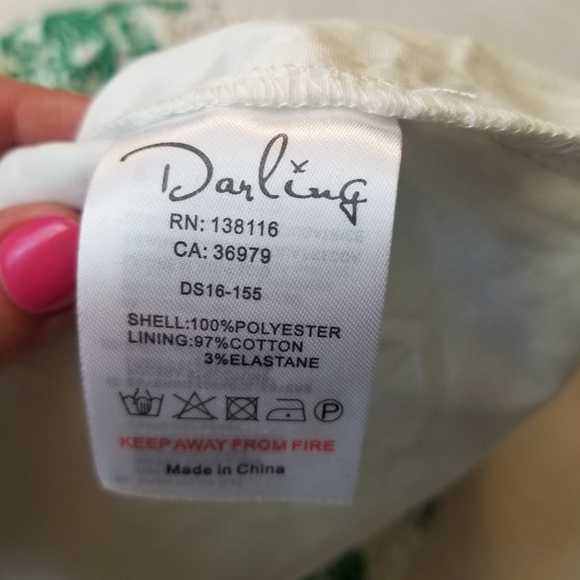 Darling
RN: 138116
CA: 36979
DS16-155
SHELL:100%POLYESTER
LINING:97%COTTON
3%ELASTANE
P
KEEP AWAY FROM FIRE
Made in China